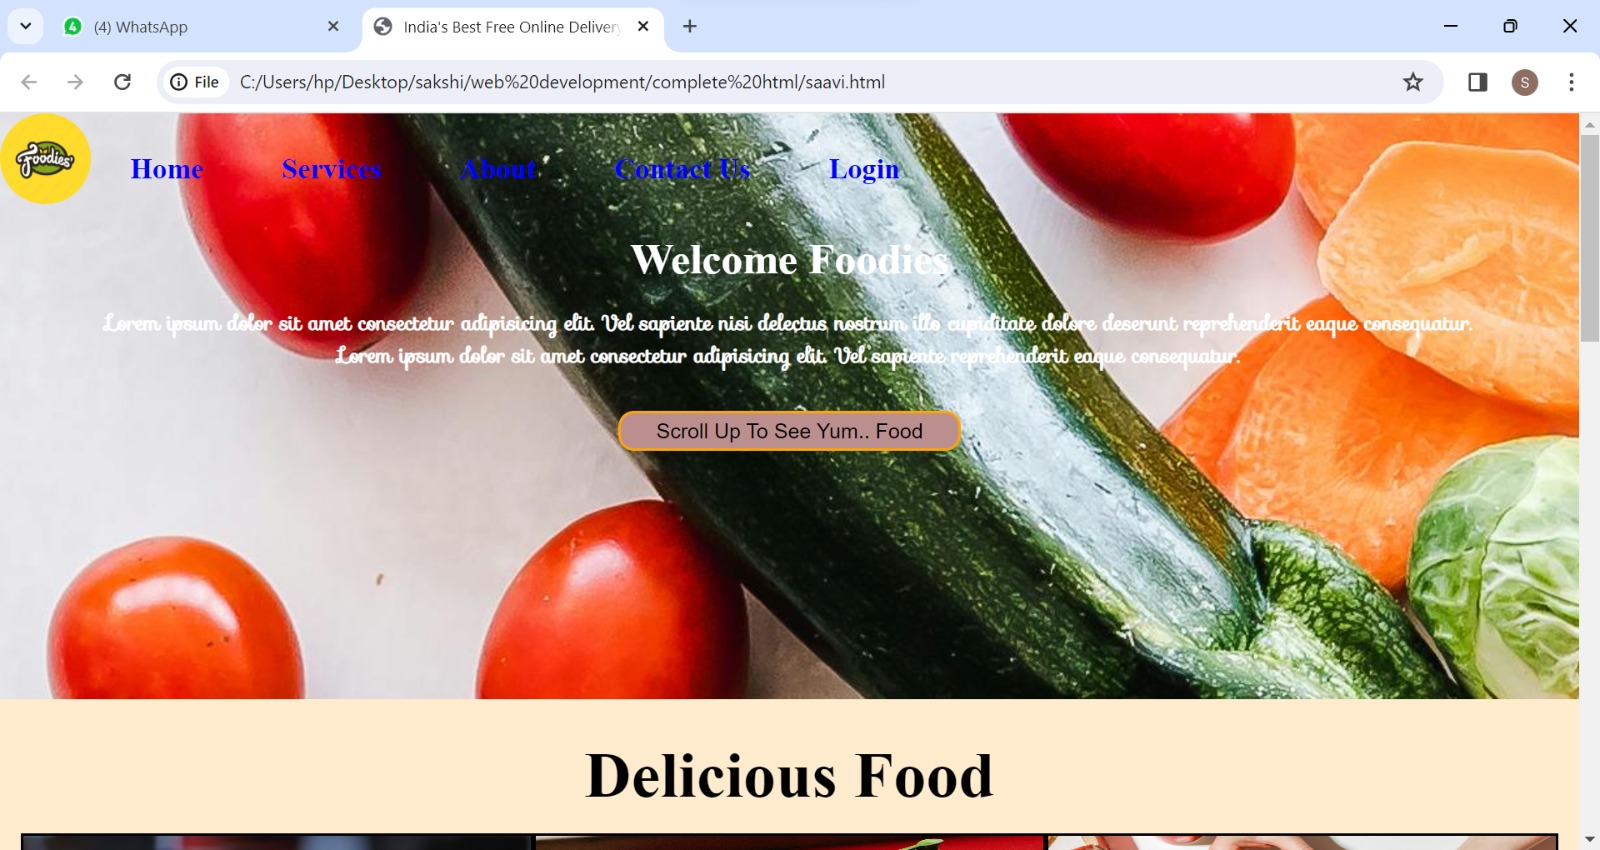 (4) WhatsApp
India's Best Free Online Delivery
File
C:/Users/hp/Desktop/sakshi/web%20development/complete%20html/saavi.html
S
Foodies
Home Services About Contact Us Login
Welcome Foodies
Lorem ipsum dolor sit amet consectetur adipisicing elit. Vel sapiente nisi delectus nostrum illo cupiditate dolore deserunt reprehenderit eaque consequatur.
Lorem ipsum dolor sit amet consectetur adipisicing elit. Vel sapiente reprehenderit eaque consequatur.
Scroll Up To See Yum.. Food
Delicious Food